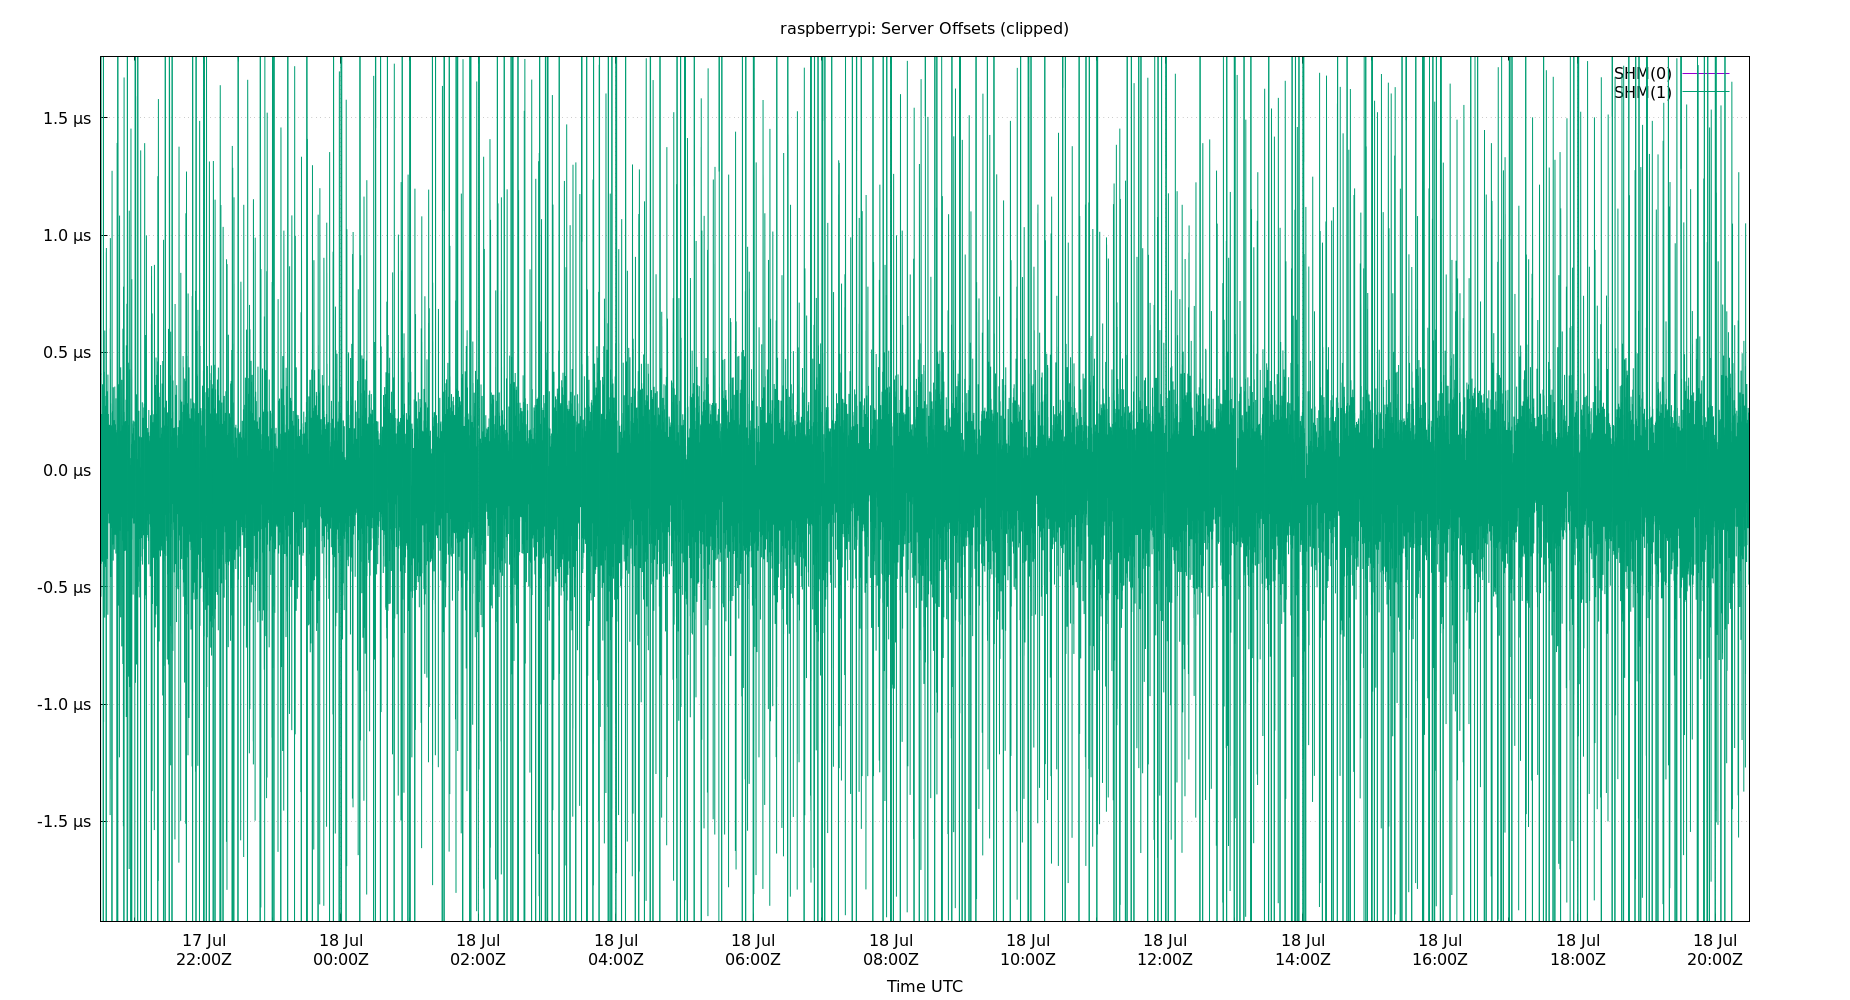 raspberrypi: Server Offsets (clipped)
SHM(0)
SHM(1)
1.5 µs
1.0 µs
0.5 µs
0.0 µs
-0.5 µs
-1.0 µs
-1.5 µs
17 Jul 18 Jul 18 Jul 18 Jul 18 Jul 18 Jul 18 Jul 18 Jul 18 Jul 18 Jul 18 Jul 18 Jul
22:00Z 00:00Z 02:00Z 04:00Z 06:00Z 08:00Z 10:00Z 12:00Z 14:00Z 16:00Z 18:00Z 20:00Z
Time UTC